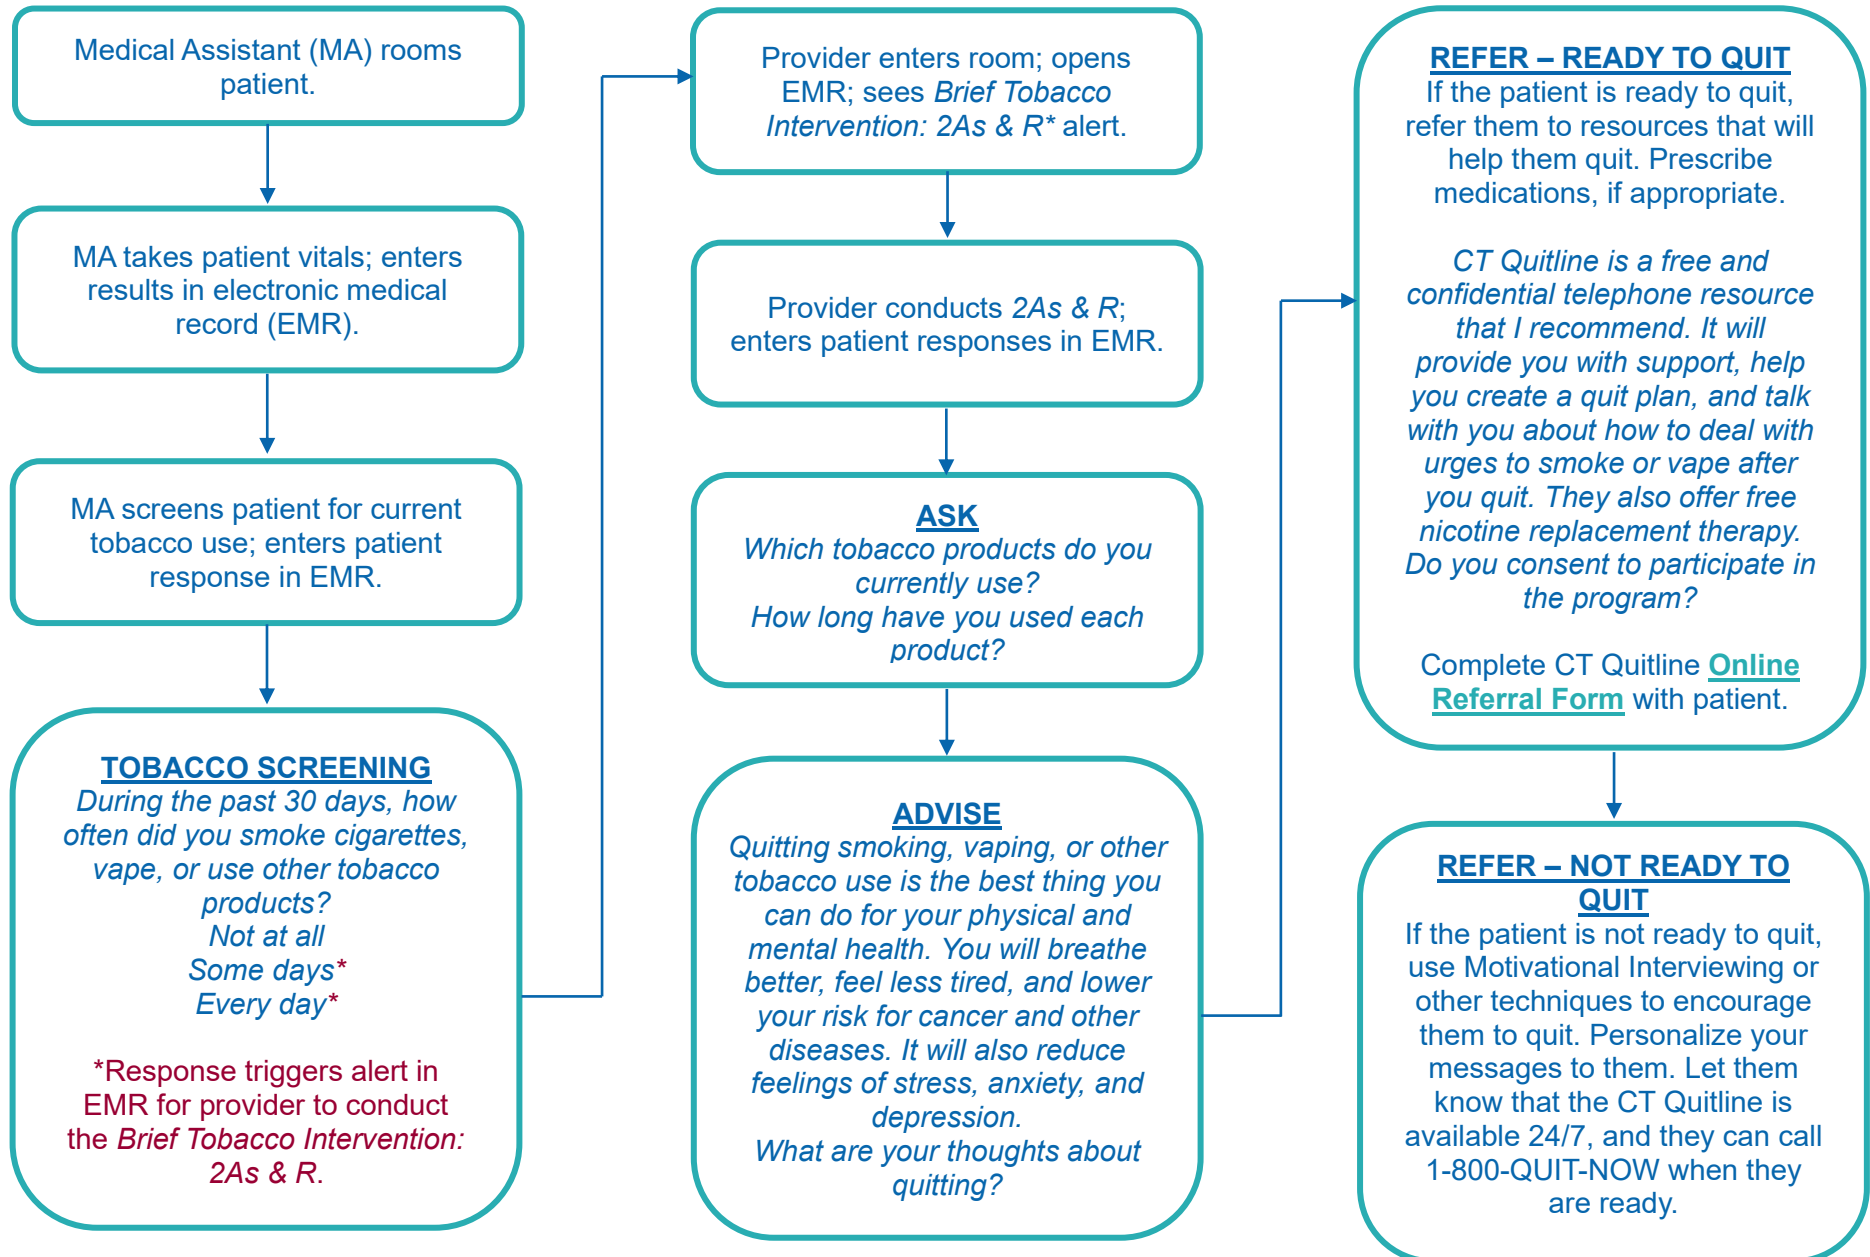 Medical Assistant (MA) rooms
patient.
MA takes patient vitals; enters
results in electronic medical
record (EMR).
MA screens patient for current
tobacco use; enters patient
response in EMR.
TOBACCO SCREENING
During the past 30 days, how
often did you smoke cigarettes,
vape, or use other tobacco
products?
Not at all
Some days*
Every day*
*Response triggers alert in
EMR for provider to conduct
the Brief Tobacco Intervention:
2As & R.
Provider enters room; opens
EMR; sees Brief Tobacco
Intervention: 2As & R* alert.
Provider conducts 2As & R;
enters patient responses in EMR.
ASK
Which tobacco products do you
currently use?
How long have you used each
product?
ADVISE
Quitting smoking, vaping, or other
tobacco use is the best thing you
can do for your physical and
mental health. You will breathe
better, feel less tired, and lower
your risk for cancer and other
diseases. It will also reduce
feelings of stress, anxiety, and
depression.
What are your thoughts about
quitting?
REFER – READY TO QUIT
If the patient is ready to quit,
refer them to resources that will
help them quit. Prescribe
medications, if appropriate.
CT Quitline is a free and
confidential telephone resource
that I recommend. It will
provide you with support, help
you create a quit plan, and talk
with you about how to deal with
urges to smoke or vape after
you quit. They also offer free
nicotine replacement therapy.
Do you consent to participate in
the program?
Complete CT Quitline Online
Referral Form with patient.
REFER – NOT READY TO
QUIT
If the patient is not ready to quit,
use Motivational Interviewing or
other techniques to encourage
them to quit. Personalize your
messages to them. Let them
know that the CT Quitline is
available 24/7, and they can call
1-800-QUIT-NOW when they
are ready.